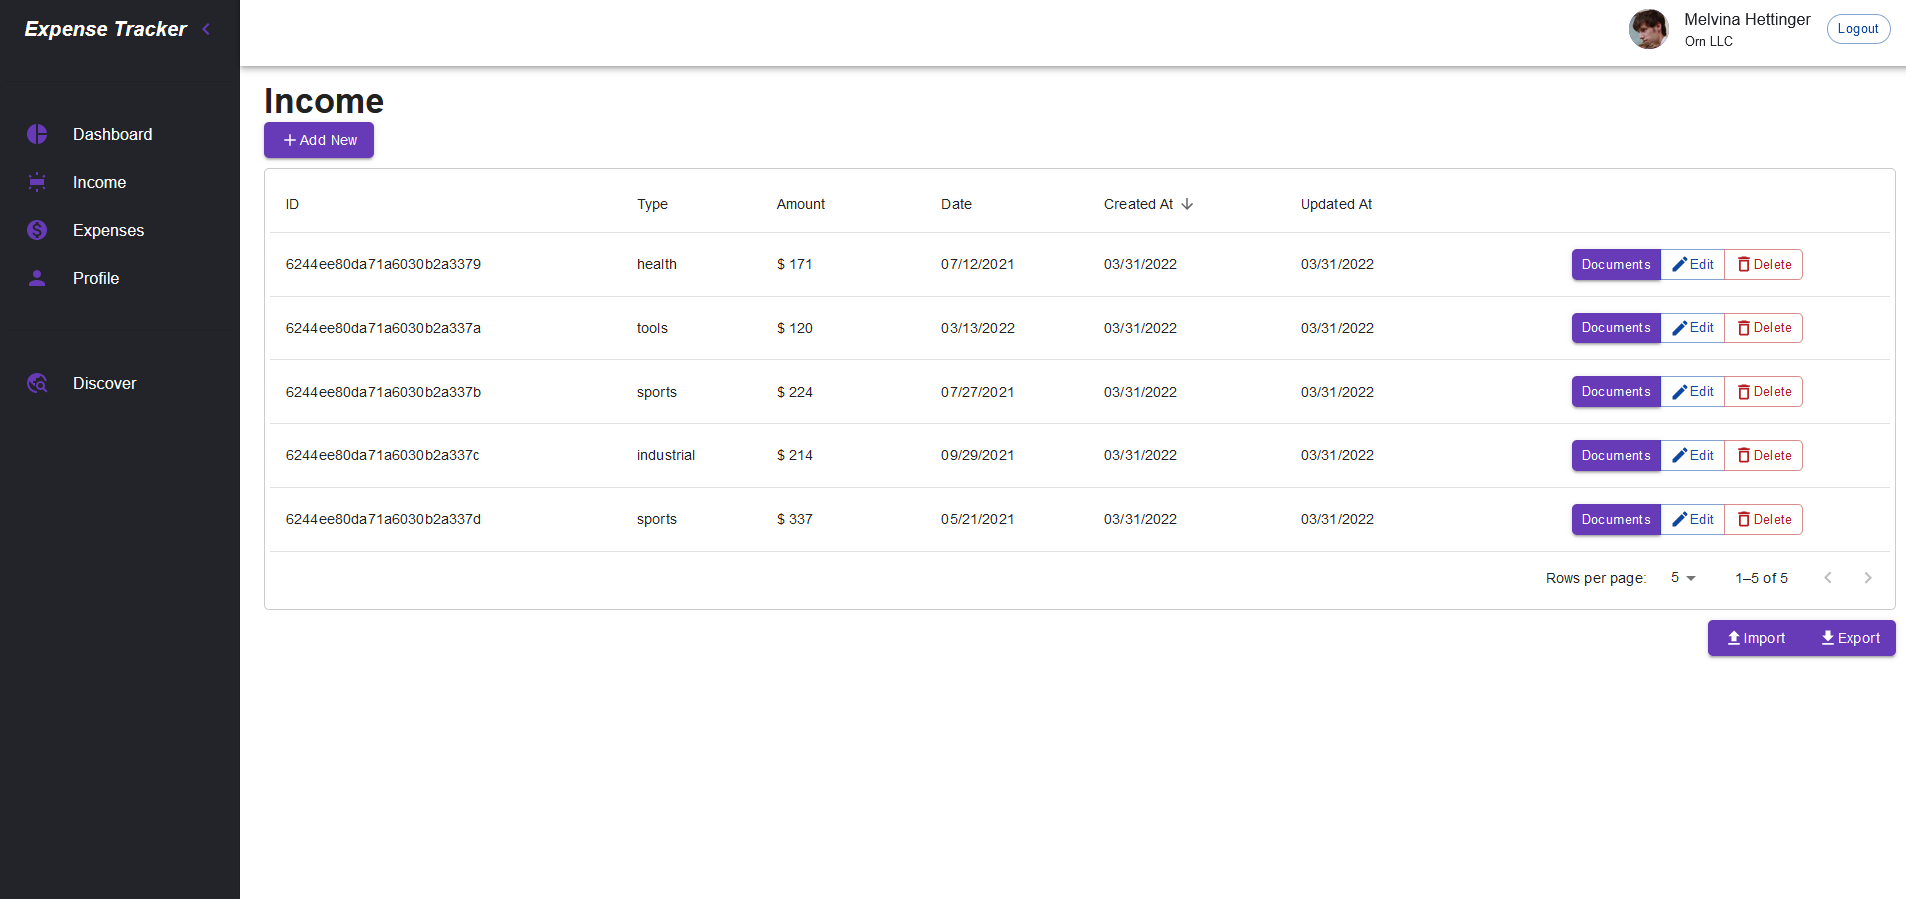 Expense Tracker
Melvina Hettinger
Orn LLC
Logout
Dashboard
Income
Expenses
Profile
Discover
Income
Add New
ID Type Amount Date Created At Updated At
6244ee80da71a6030b2a3379 health $ 171 07/12/2021 03/31/2022 03/31/2022 Documents Edit Delete
6244ee80da71a6030b2a337a tools $ 120 03/13/2022 03/31/2022 03/31/2022 Documents Edit Delete
6244ee80da71a6030b2a337b sports $ 224 07/27/2021 03/31/2022 03/31/2022 Documents Edit Delete
6244ee80da71a6030b2a337c industrial $ 214 09/29/2021 03/31/2022 03/31/2022 Documents Edit Delete
6244ee80da71a6030b2a337d sports $ 337 05/21/2021 03/31/2022 03/31/2022 Documents Edit Delete
Rows per page: 5 1–5 of 5
Import Export